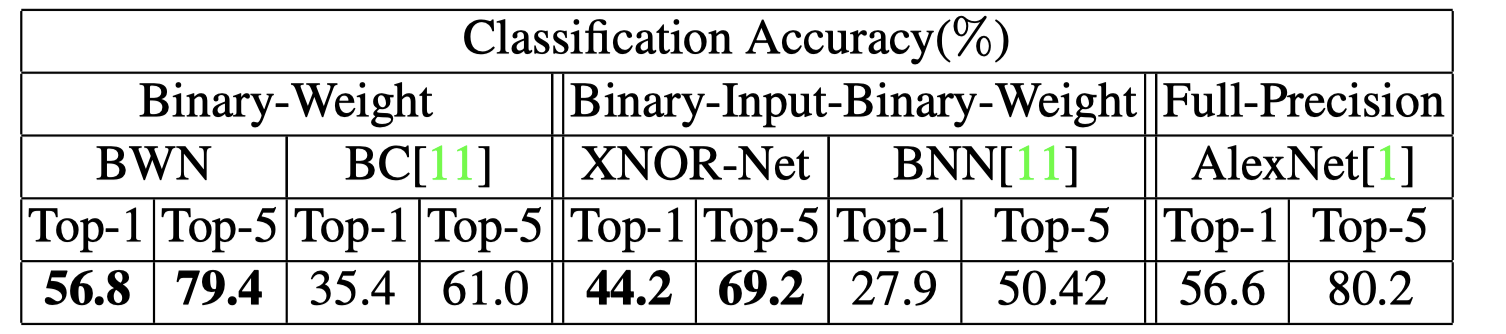 Classification Accuracy(%)
Binary-Weight Binary-Input-Binary-Weight Full-Precision
BWN BC[11] XNOR-Net BNN[11] AlexNet[1]
Top-1 Top-5 Top-1 Top-5 Top-1 Top-5 Top-1 Top-5 Top-1 Top-5
56.8 79.4 35.4 61.0 44.2 69.2 27.9 50.42 56.6 80.2